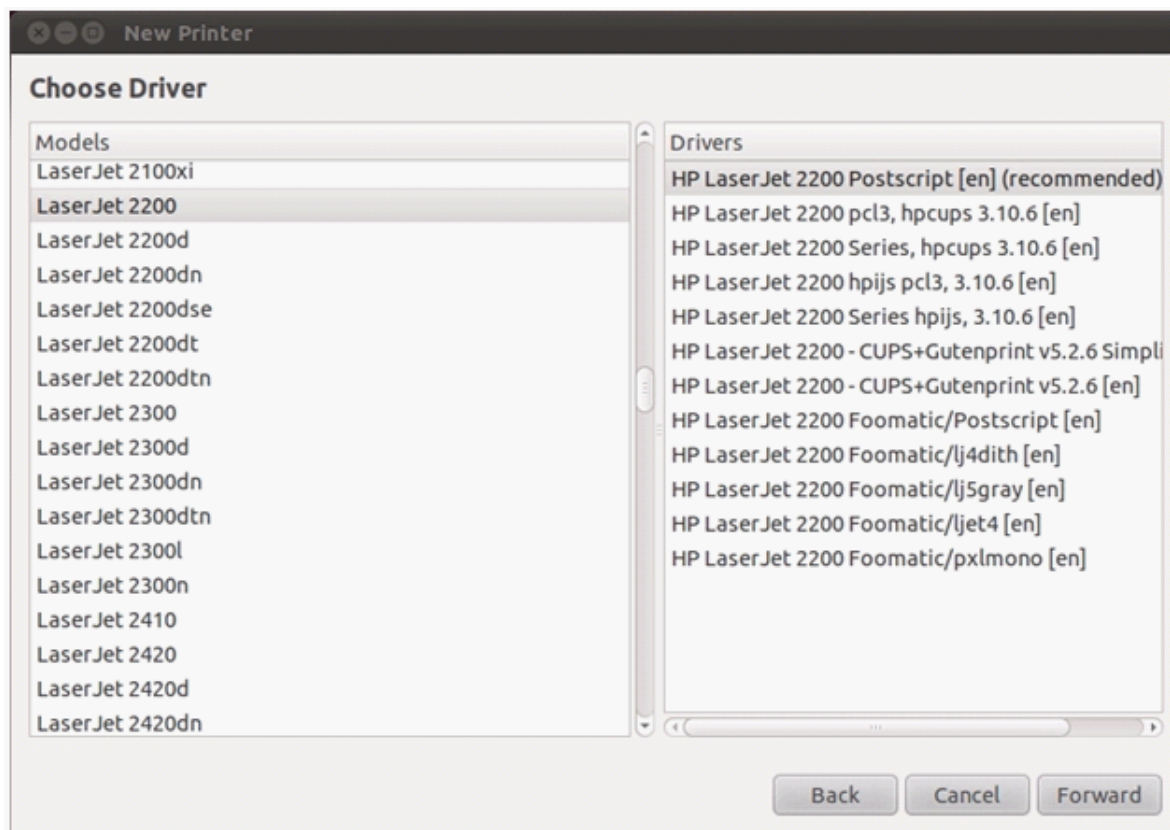 New Printer
Choose Driver
Models
LaserJet 2100xi
LaserJet 2200
LaserJet 2200d
LaserJet 2200dn
LaserJet 2200dse
LaserJet 2200dt
LaserJet 2200dtn
LaserJet 2300
LaserJet 2300d
LaserJet 2300dn
LaserJet 2300dtn
LaserJet 2300l
LaserJet 2300n
LaserJet 2410
LaserJet 2420
LaserJet 2420d
LaserJet 2420dn
Drivers
HP LaserJet 2200 Postscript [en] (recommended)
HP LaserJet 2200 pcl3, hpcups 3.10.6 [en]
HP LaserJet 2200 Series, hpcups 3.10.6 [en]
HP LaserJet 2200 hpijs pcl3, 3.10.6 [en]
HP LaserJet 2200 Series hpijs, 3.10.6 [en]
HP LaserJet 2200 - CUPS+Gutenprint v5.2.6 Simpli
HP LaserJet 2200 - CUPS+Gutenprint v5.2.6 [en]
HP LaserJet 2200 Foomatic/Postscript [en]
HP LaserJet 2200 Foomatic/lj4dith [en]
HP LaserJet 2200 Foomatic/lj5gray [en]
HP LaserJet 2200 Foomatic/ljet4 [en]
HP LaserJet 2200 Foomatic/pxlmono [en]
Back Cancel Forward